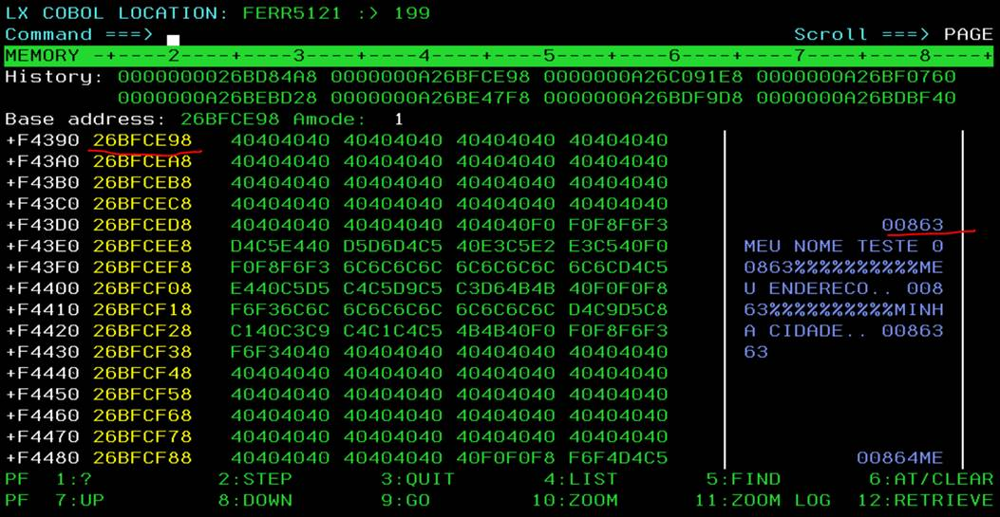 LX COBOL LOCATION: FERR5121 :> 199
Command ===> Scroll ===> PAGE
MEMORY -+----2----+----3----+----4----+----5----+----6----+----7----+----8----+
History: 0000000026BD84A8 0000000A26BFCE98 0000000A26C091E8 0000000A26BF0760
0000000A26BEBD28 0000000A26BE47F8 0000000A26BDF9D8 0000000A26BDBF40
Base address: 26BFCE98 Amode: 1
+F4390 26BFCE98 40404040 40404040 40404040 40404040
+F43A0 26BFCEA8 40404040 40404040 40404040 40404040
+F43B0 26BFCEB8 40404040 40404040 40404040 40404040
+F43C0 26BFCEC8 40404040 40404040 40404040 40404040
+F43D0 26BFCED8 40404040 40404040 404040F0 F0F8F6F3 00863
+F43E0 26BFCEE8 D4C5E440 D5D6D4C5 40E3C5E2 E3C540F0 MEU NOME TESTE 0
+F43F0 26BFCEF8 F0F8F6F3 6C6C6C6C 6C6C6C6C 6C6CD4C5 0863%%%%%%%%%%ME
+F4400 26BFCF08 E440C5D5 C4C5D9C5 C3D64B4B 40F0F0F8 U ENDERECO.. 008
+F4410 26BFCF18 F6F36C6C 6C6C6C6C 6C6C6C6C D4C9D5C8 63%%%%%%%%%%MINH
+F4420 26BFCF28 C140C3C9 C4C1C4C5 4B4B40F0 F0F8F6F3 A CIDADE.. 00863
+F4430 26BFCF38 F6F34040 40404040 40404040 40404040 63
+F4440 26BFCF48 40404040 40404040 40404040 40404040
+F4450 26BFCF58 40404040 40404040 40404040 40404040
+F4460 26BFCF68 40404040 40404040 40404040 40404040
+F4470 26BFCF78 40404040 40404040 40404040 40404040
+F4480 26BFCF88 40404040 40404040 40F0F0F8 F6F4D4C5 00864ME
PF 1:? 2:STEP 3:QUIT 4:LIST 5:FIND 6:AT/CLEAR
PF 7:UP 8:DOWN 9:GO 10:ZOOM 11:ZOOM LOG 12:RETRIEVE